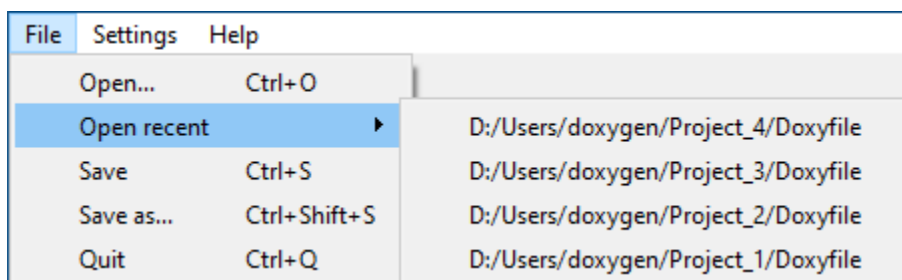 File Settings Help
Open... Ctrl+O
Open recent D:/Users/doxygen/Project_4/Doxyfile
Save Ctrl+S D:/Users/doxygen/Project_3/Doxyfile
Save as... Ctrl+Shift+S D:/Users/doxygen/Project_2/Doxyfile
Quit Ctrl+Q D:/Users/doxygen/Project_1/Doxyfile